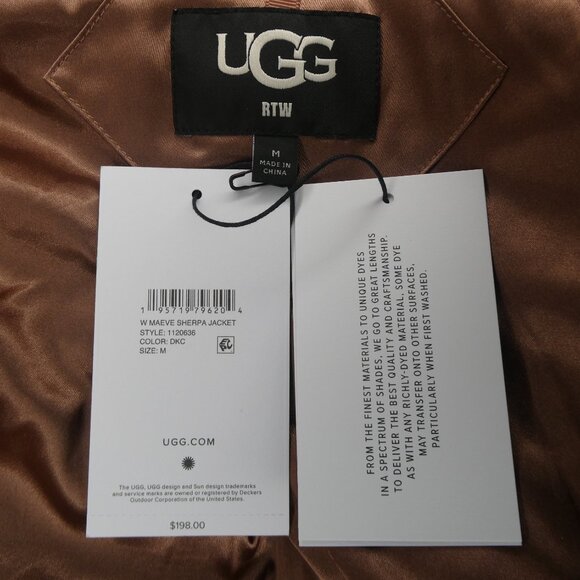 UGG
RTW
M
MADE IN
CHINA
1 95719 79620 4
W MAEVE SHERPA JACKET
STYLE: 1120636
COLOR: DKC
SIZE: M
UGG.COM
The UGG, UGG design and Sun design trademarks
and service marks are owned or registered by Deckers
Outdoor Corporation of the United States.
$198.00
FROM THE FINEST MATERIALS TO UNIQUE DYES
IN A SPECTRUM OF SHADES, WE GO TO GREAT LENGTHS
TO DELIVER THE BEST QUALITY AND CRAFTSMANSHIP.
AS WITH ANY RICHLY-DYED MATERIAL, SOME DYE
MAY TRANSFER ONTO OTHER SURFACES,
PARTICULARLY WHEN FIRST WASHED.